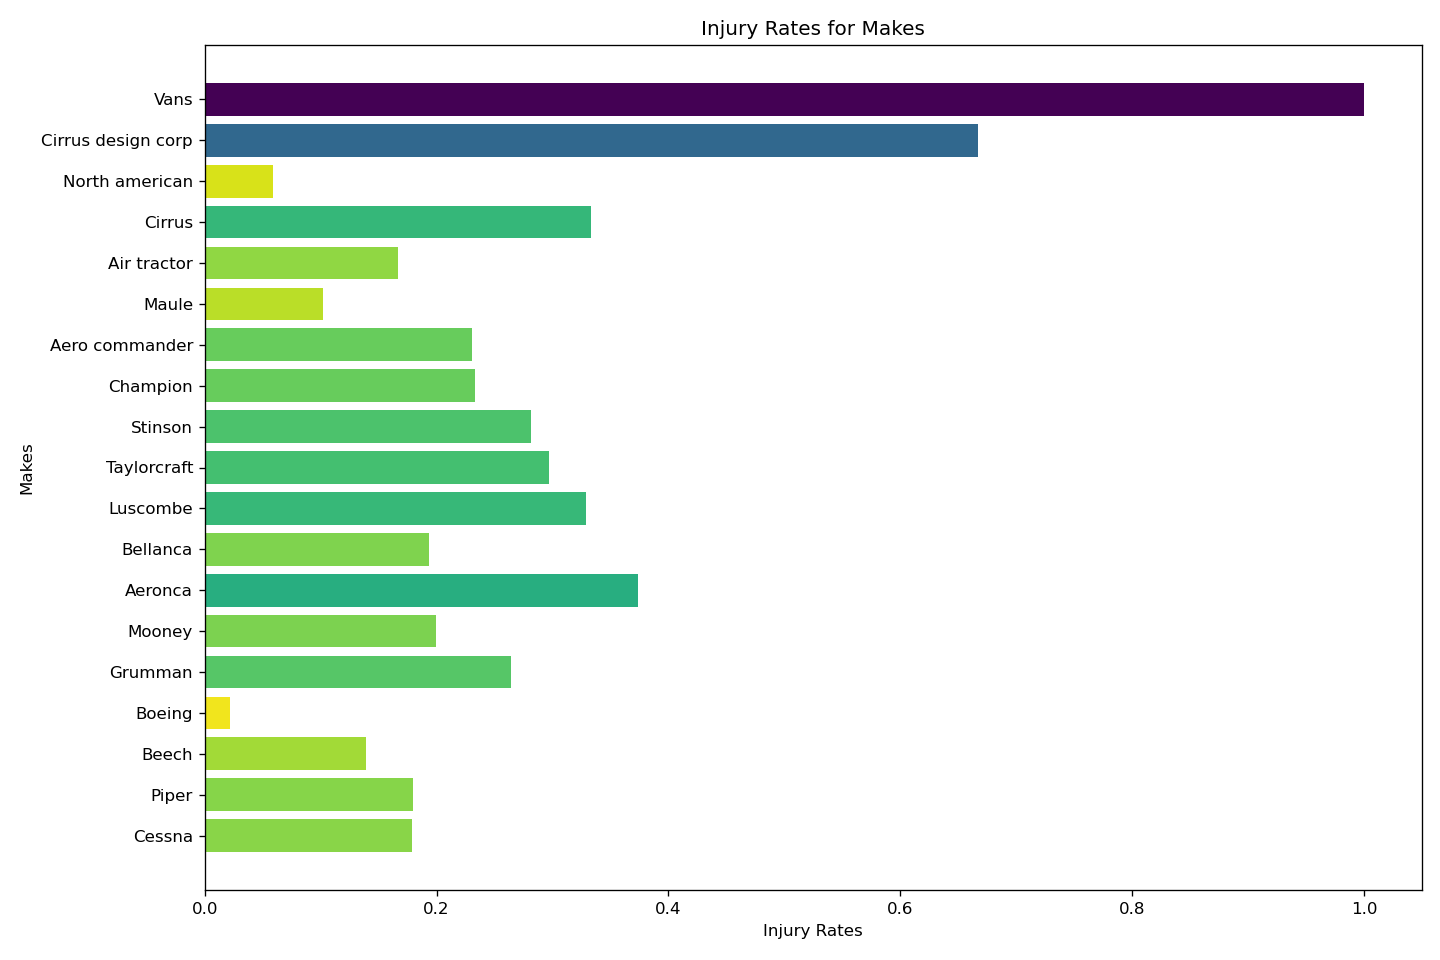 Injury Rates for Makes
Vans
Cirrus design corp
North american
Cirrus
Air tractor
Maule
Aero commander
Champion
Stinson
Taylorcraft
Luscombe
Bellanca
Aeronca
Mooney
Grumman
Boeing
Beech
Piper
Cessna
Makes
0.0 0.2 0.4 0.6 0.8 1.0
Injury Rates